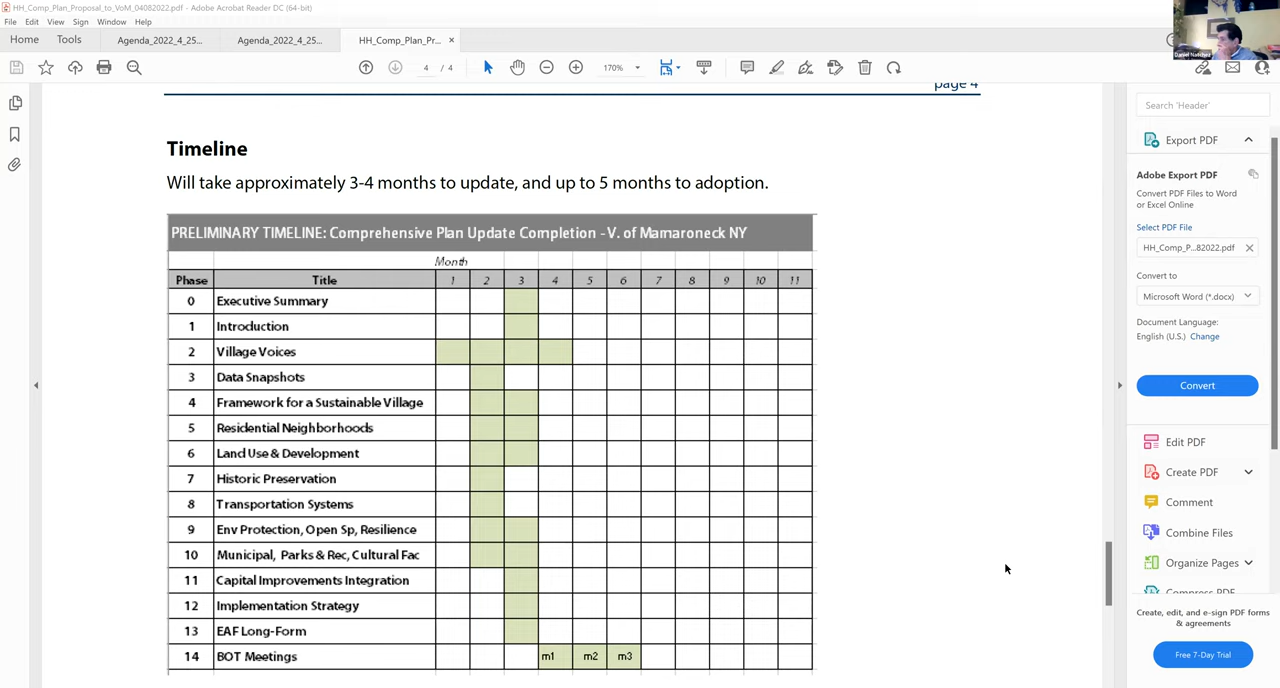 HH_Comp_Plan_Proposal_to_VoM_04082022.pdf - Adobe Acrobat Reader DC (64-bit)
File Edit View Sign Window Help
Home Tools Agenda_2022_4_25... Agenda_2022_4_25... HH_Comp_Plan_Pr... ×
4 / 4 170%
page 4
Timeline
Will take approximately 3-4 months to update, and up to 5 months to adoption.
PRELIMINARY TIMELINE: Comprehensive Plan Update Completion - V. of Mamaroneck NY
Month
Phase Title 1 2 3 4 5 6 7 8 9 10 11
0 Executive Summary
1 Introduction
2 Village Voices
3 Data Snapshots
4 Framework for a Sustainable Village
5 Residential Neighborhoods
6 Land Use & Development
7 Historic Preservation
8 Transportation Systems
9 Env Protection, Open Sp, Resilience
10 Municipal, Parks & Rec, Cultural Fac
11 Capital Improvements Integration
12 Implementation Strategy
13 EAF Long-Form
14 BOT Meetings m1 m2 m3
Search 'Header'
Export PDF
Adobe Export PDF
Convert PDF Files to Word
or Excel Online
Select PDF File
HH_Comp_P...82022.pdf
Convert to
Microsoft Word (*.docx)
Document Language:
English (U.S.) Change
Convert
Edit PDF
Create PDF
Comment
Combine Files
Organize Pages
Compress PDF
Create, edit, and e-sign PDF forms
& agreements
Free 7-Day Trial